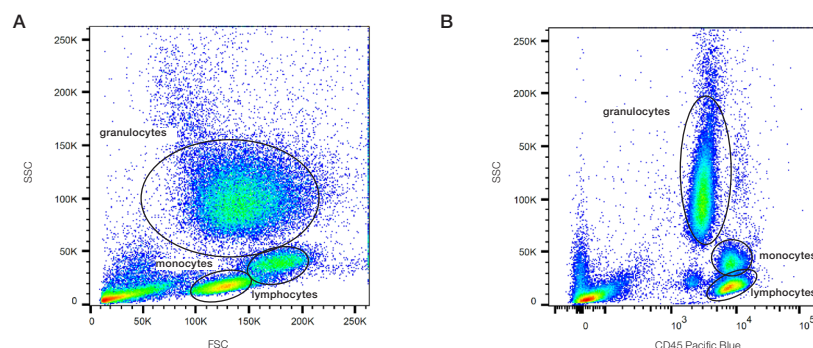 A
250K
200K
150K
100K
50K
0
SSC
granulocytes
monocytes
lymphocytes
0
50K
100K
150K
200K
250K
FSC
B
250K
200K
150K
100K
50K
0
SSC
granulocytes
monocytes
lymphocytes
0
10³
10⁴
10⁵
CD45 Pacific Blue